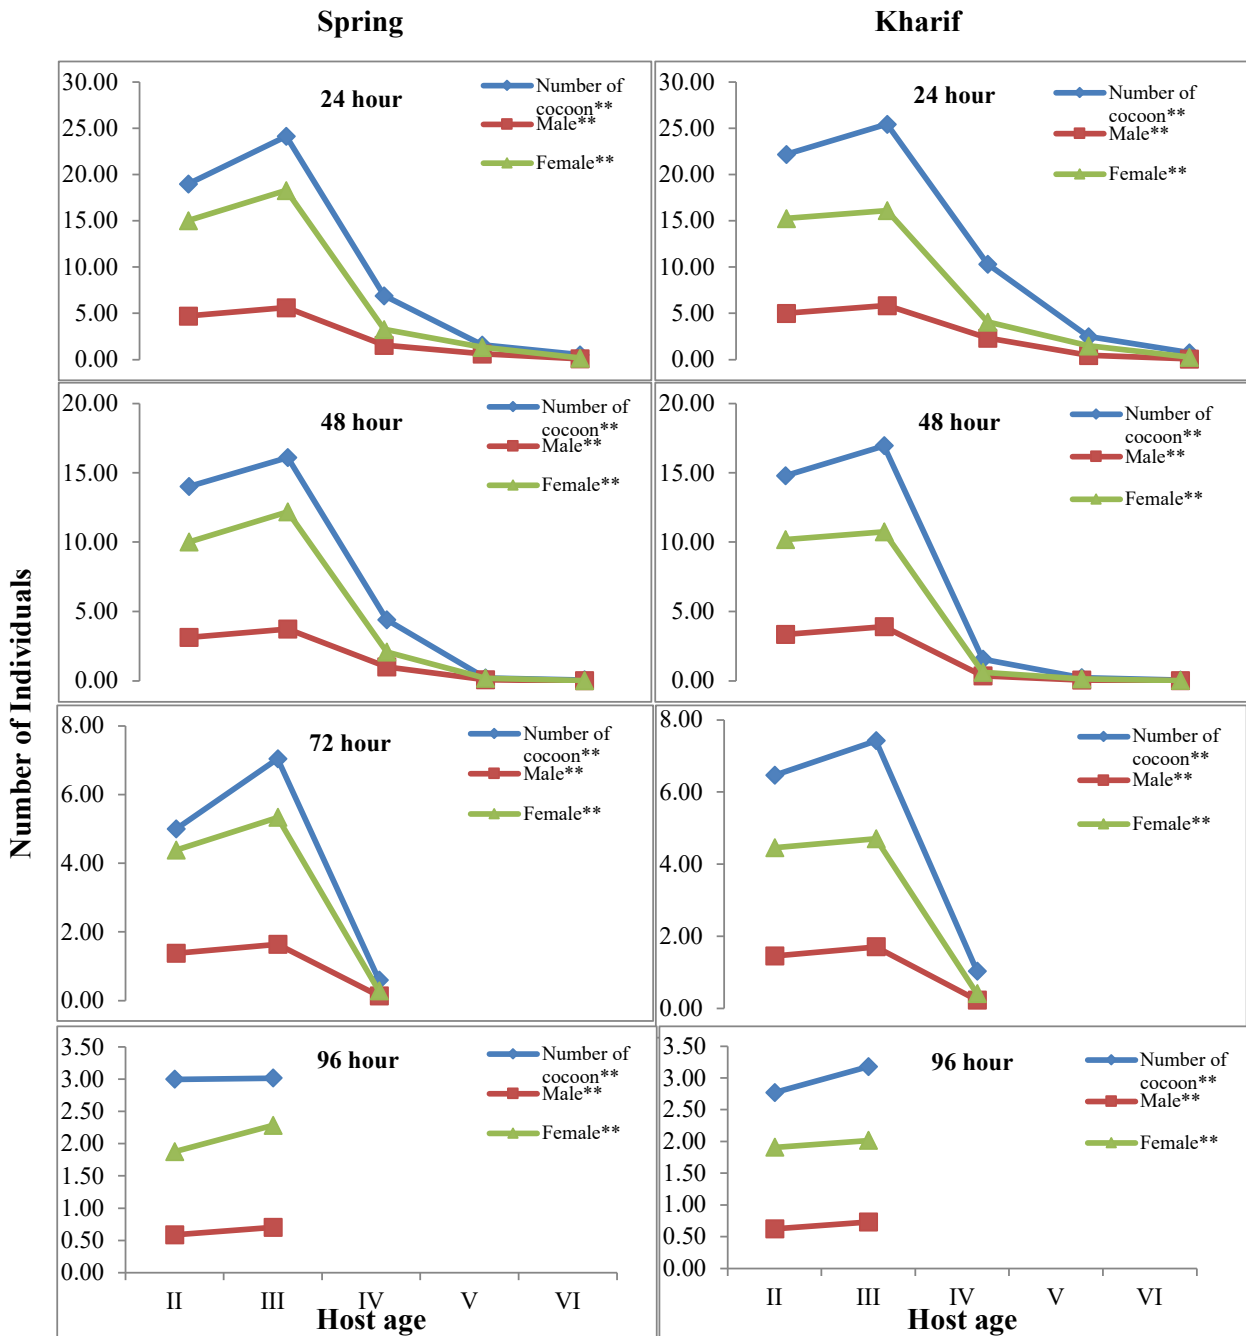 Spring
Kharif
Number of Individuals
24 hour
30.00
25.00
20.00
15.00
10.00
5.00
0.00
Number of
cocoon**
Male**
Female**
24 hour
30.00
25.00
20.00
15.00
10.00
5.00
0.00
Number of
cocoon**
Male**
Female**
48 hour
20.00
15.00
10.00
5.00
0.00
Number of
cocoon**
Male**
Female**
48 hour
20.00
15.00
10.00
5.00
0.00
Number of
cocoon**
Male**
Female**
72 hour
8.00
6.00
4.00
2.00
0.00
Number of
cocoon**
Male**
Female**
8.00
6.00
4.00
2.00
0.00
Number of
cocoon**
Male**
Female**
96 hour
3.50
3.00
2.50
2.00
1.50
1.00
0.50
0.00
Number of
cocoon**
Male**
Female**
II III IV V VI
Host age
96 hour
3.50
3.00
2.50
2.00
1.50
1.00
0.50
0.00
Number of
cocoon**
Male**
Female**
II III IV V VI
Host age